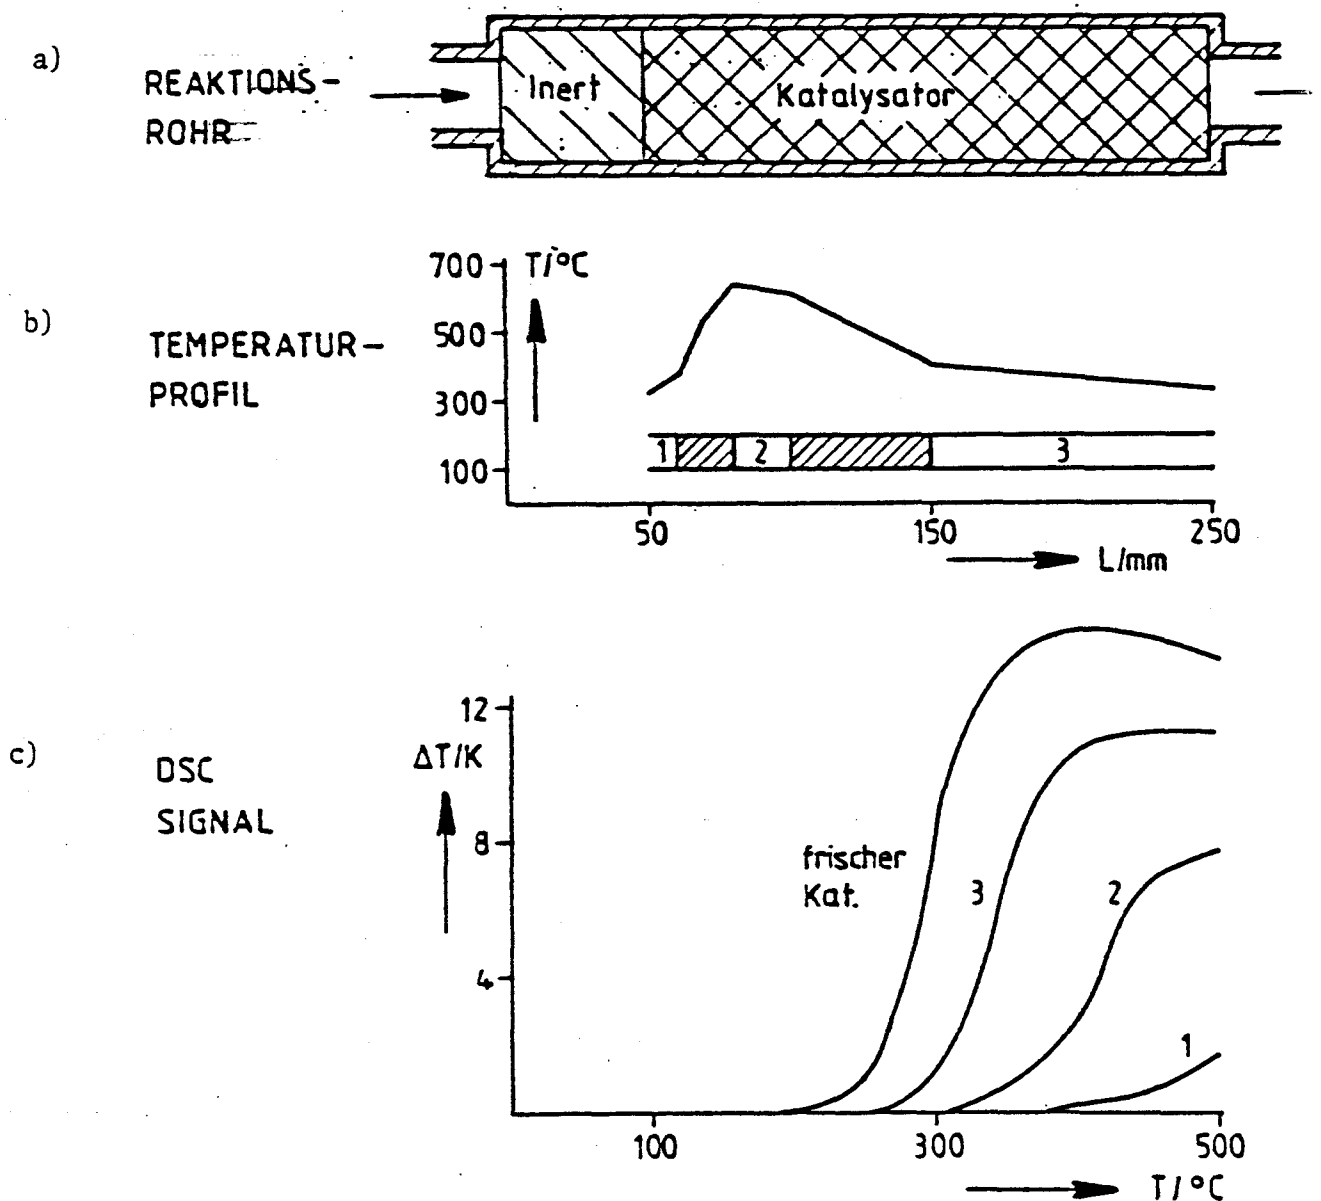 a)
REAKTIONS-
ROHR
Inert
Katalysator
b)
TEMPERATUR-
PROFIL
T/°C
700
500
300
100
1
2
3
50
150
250
L/mm
c)
DSC
SIGNAL
ΔT/K
12
8
4
frischer
Kat.
3
2
1
100
300
500
T/°C